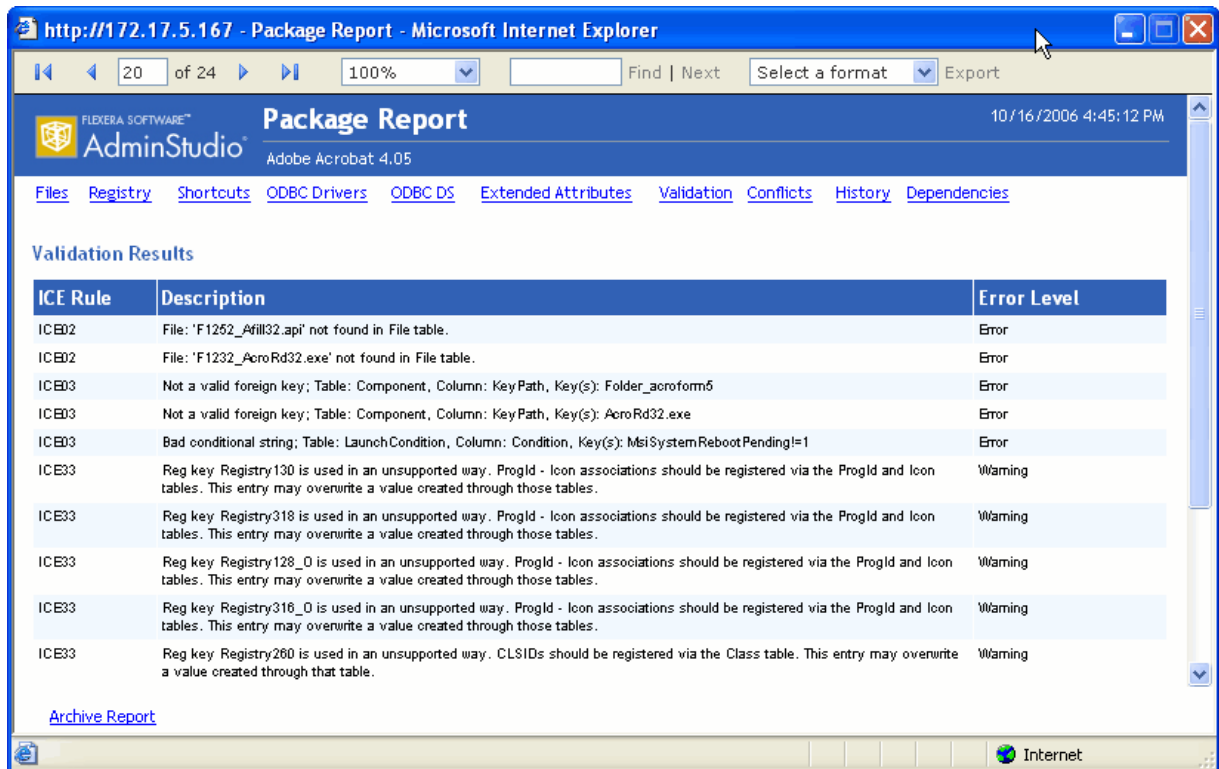 http://172.17.5.167 - Package Report - Microsoft Internet Explorer
20 of 24 100% Find | Next Select a format Export
FLEXERA SOFTWARE™
AdminStudio®
Package Report
10/16/2006 4:45:12 PM
Adobe Acrobat 4.05
Files Registry Shortcuts ODBC Drivers ODBC DS Extended Attributes Validation Conflicts History Dependencies
Validation Results
ICE Rule Description Error Level
ICE02 File: 'F1252_Afill32.api' not found in File table. Error
ICE02 File: 'F1232_AcroRd32.exe' not found in File table. Error
ICE03 Not a valid foreign key; Table: Component, Column: KeyPath, Key(s): Folder_acroform5 Error
ICE03 Not a valid foreign key; Table: Component, Column: KeyPath, Key(s): AcroRd32.exe Error
ICE03 Bad conditional string; Table: LaunchCondition, Column: Condition, Key(s): MsiSystemRebootPending!=1 Error
ICE33 Reg key Registry130 is used in an unsupported way. ProgId - Icon associations should be registered via the ProgId and Icon Warning
tables. This entry may overwrite a value created through those tables.
ICE33 Reg key Registry318 is used in an unsupported way. ProgId - Icon associations should be registered via the ProgId and Icon Warning
tables. This entry may overwrite a value created through those tables.
ICE33 Reg key Registry128_0 is used in an unsupported way. ProgId - Icon associations should be registered via the ProgId and Icon Warning
tables. This entry may overwrite a value created through those tables.
ICE33 Reg key Registry316_0 is used in an unsupported way. ProgId - Icon associations should be registered via the ProgId and Icon Warning
tables. This entry may overwrite a value created through those tables.
ICE33 Reg key Registry260 is used in an unsupported way. CLSIDs should be registered via the Class table. This entry may overwrite Warning
a value created through that table.
Archive Report
Internet